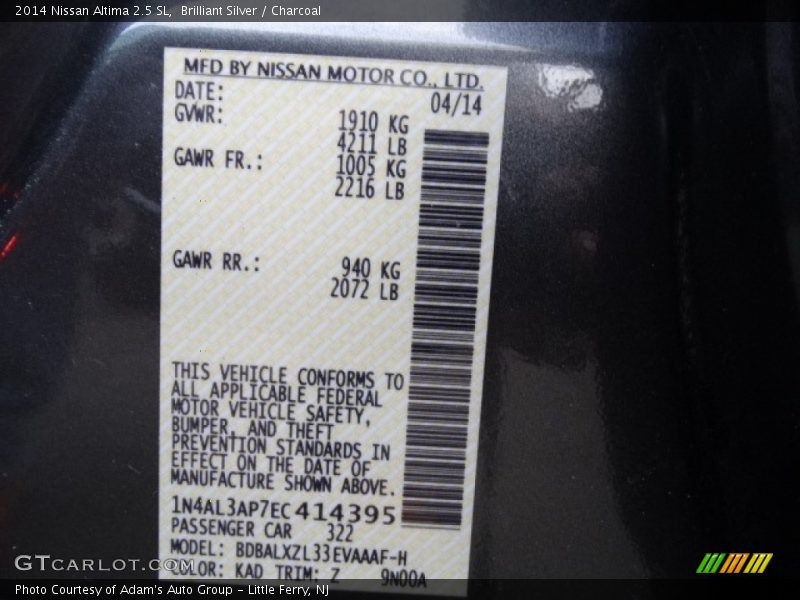 2014 Nissan Altima 2.5 SL,  Brilliant Silver / Charcoal
MFD BY NISSAN MOTOR CO., LTD.
DATE: 04/14
GVWR: 1910 KG
4211 LB
GAWR FR.: 1005 KG
2216 LB
GAWR RR.: 940 KG
2072 LB
THIS VEHICLE CONFORMS TO
ALL APPLICABLE FEDERAL
MOTOR VEHICLE SAFETY,
BUMPER, AND THEFT
PREVENTION STANDARDS IN
EFFECT ON THE DATE OF
MANUFACTURE SHOWN ABOVE.
1N4AL3AP7EC414395
PASSENGER CAR 322
MODEL: BDBALXZL33EVAAAF-H
COLOR: KAD TRIM: Z 9N00A
GTCARLOT.COM
Photo Courtesy of Adam's Auto Group – Little Ferry, NJ